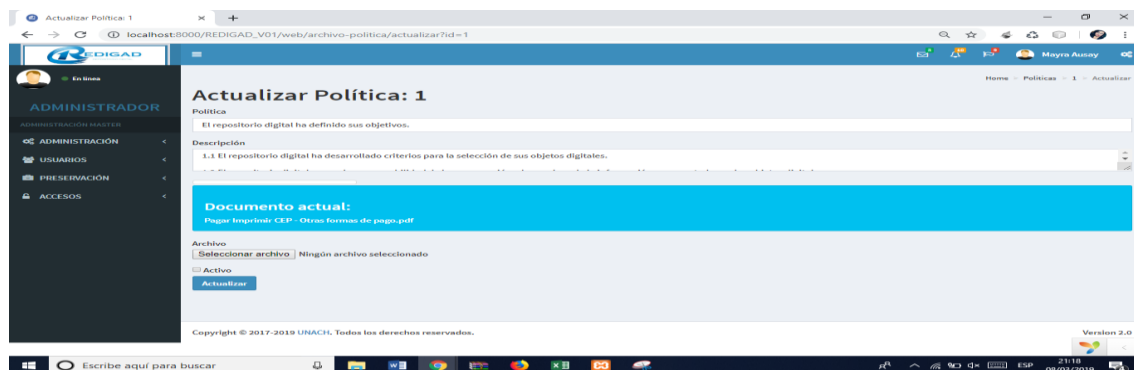 Actualizar Política: 1
localhost:8000/REDIGAD_V01/web/archivo-politica/actualizar?id=1
REDIGAD
Mayra Ausay
En línea
Home > Políticas > 1 > Actualizar
ADMINISTRADOR
ADMINISTRACIÓN MASTER
ADMINISTRACIÓN
USUARIOS
PRESERVACIÓN
ACCESOS
Actualizar Política: 1
Política
El repositorio digital ha definido sus objetivos.
Descripción
1.1 El repositorio digital ha desarrollado criterios para la selección de sus objetos digitales.
Documento actual:
Pagar Imprimir CEP - Otras formas de pago.pdf
Archivo
Seleccionar archivo Ningún archivo seleccionado
Activo
Actualizar
Copyright © 2017-2019 UNACH. Todos los derechos reservados.
Version 2.0
Escribe aquí para buscar
ESP
21:18
08/03/2019